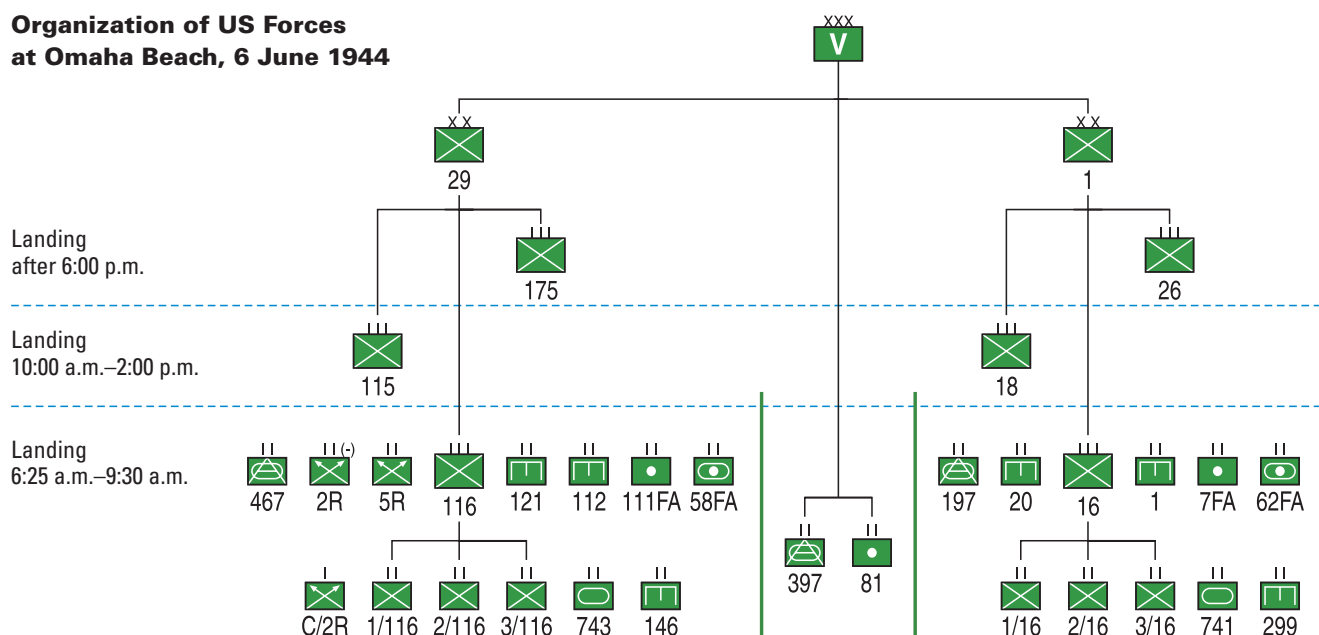 Organization of US Forces
at Omaha Beach, 6 June 1944
XXX
V
XX
XX
29
1
Landing
after 6:00 p.m.
III
III
175
26
Landing
10:00 a.m.–2:00 p.m.
III
III
115
18
Landing
6:25 a.m.–9:30 a.m.
II II(-) II III II II II II
467 2R 5R 116 121 112 111FA 58FA
II II III II II II
197 20 16 1 7FA 62FA
II II
397 81
I II II II II II
C/2R 1/116 2/116 3/116 743 146
II II II II II
1/16 2/16 3/16 741 299